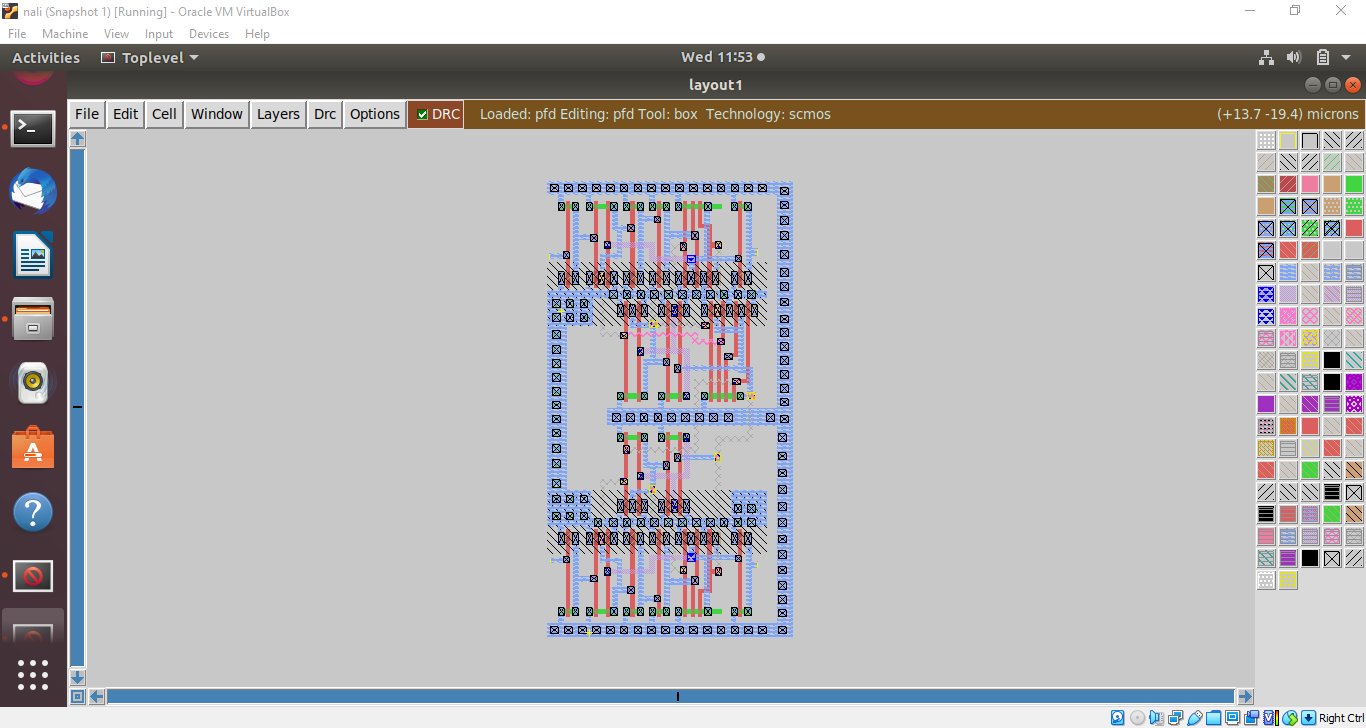 nali (Snapshot 1) [Running] - Oracle VM VirtualBox
File Machine View Input Devices Help
Activities Toplevel Wed 11:53
layout1
File Edit Cell Window Layers Drc Options DRC Loaded: pfd Editing: pfd Tool: box Technology: scmos (+13.7 -19.4) microns
Right Ctrl